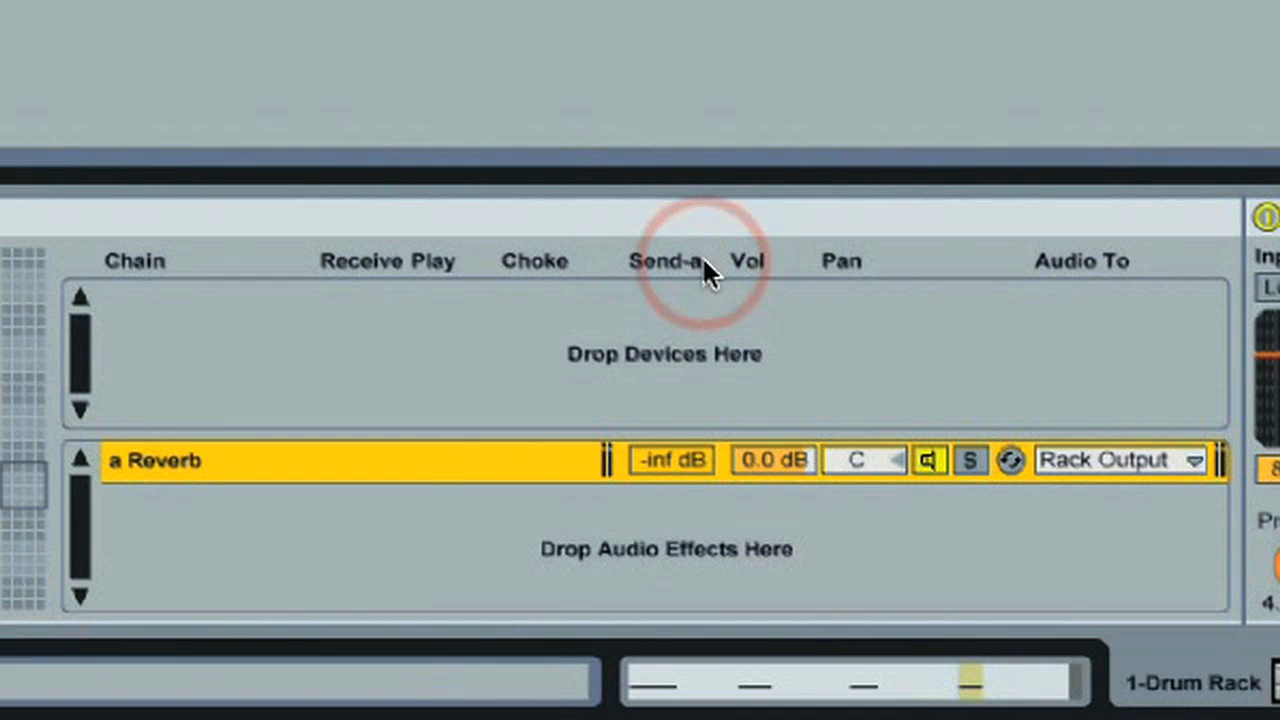 Chain Receive Play Choke Send-a Vol Pan Audio To
Drop Devices Here
a Reverb -inf dB 0.0 dB C S Rack Output
Drop Audio Effects Here
1-Drum Rack